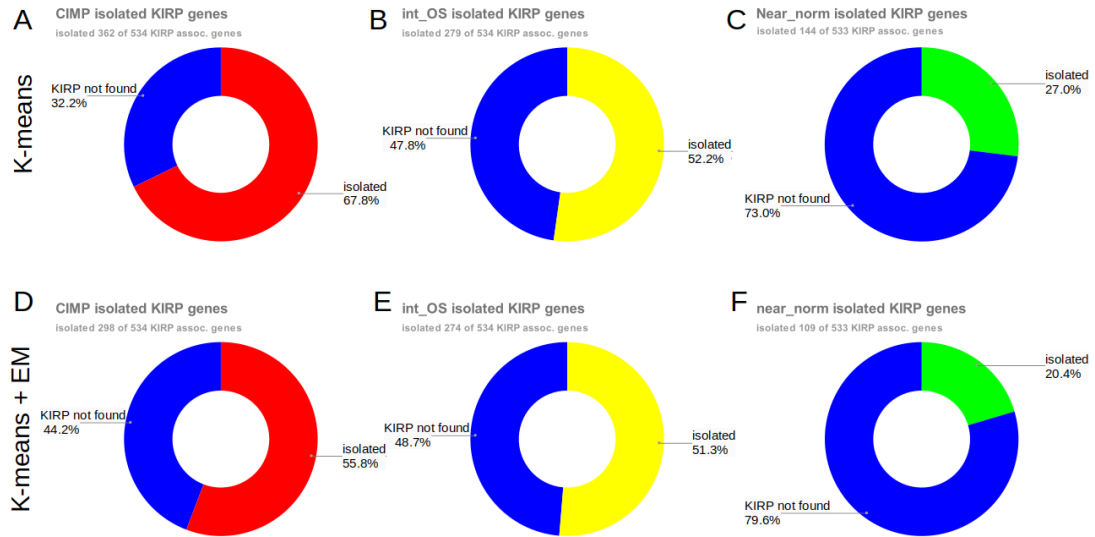 A
CIMP isolated KIRP genes
isolated 362 of 534 KIRP assoc. genes
KIRP not found
32.2%
isolated
67.8%
B
int_OS isolated KIRP genes
isolated 279 of 534 KIRP assoc. genes
KIRP not found
47.8%
isolated
52.2%
C
Near_norm isolated KIRP genes
isolated 144 of 533 KIRP assoc. genes
isolated
27.0%
KIRP not found
73.0%
K-means
D
CIMP isolated KIRP genes
isolated 298 of 534 KIRP assoc. genes
KIRP not found
44.2%
isolated
55.8%
E
int_OS isolated KIRP genes
isolated 274 of 534 KIRP assoc. genes
KIRP not found
48.7%
isolated
51.3%
F
near_norm isolated KIRP genes
isolated 109 of 533 KIRP assoc. genes
isolated
20.4%
KIRP not found
79.6%
K-means + EM